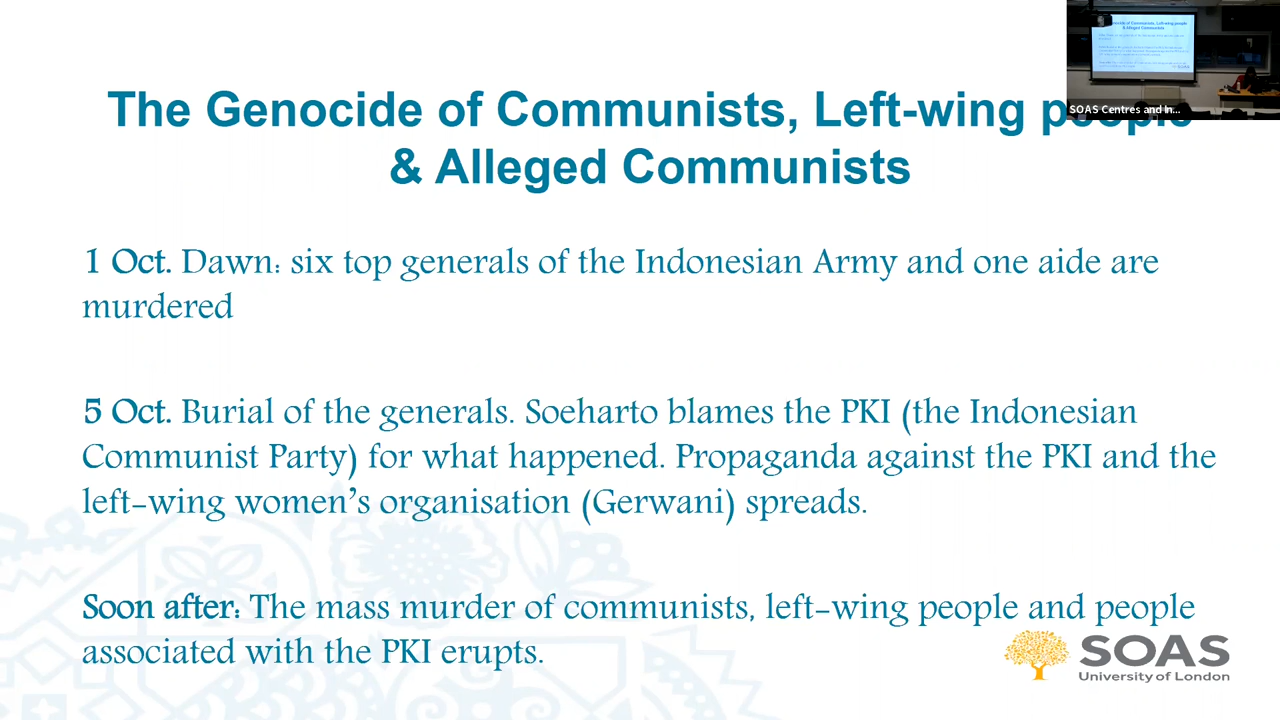 The Genocide of Communists, Left-wing people
& Alleged Communists
SOAS Centres and In...
1 Oct. Dawn: six top generals of the Indonesian Army and one aide are
murdered
5 Oct. Burial of the generals. Soeharto blames the PKI (the Indonesian
Communist Party) for what happened. Propaganda against the PKI and the
left-wing women's organisation (Gerwani) spreads.
Soon after: The mass murder of communists, left-wing people and people
associated with the PKI erupts.
SOAS
University of London